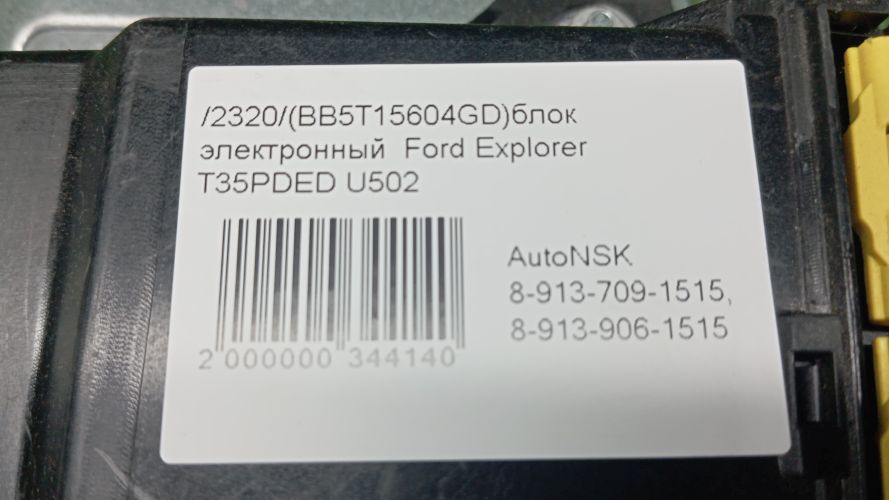 /2320/(BB5T15604GD)блок
электронный Ford Explorer
T35PDED U502
AutoNSK
8-913-709-1515,
8-913-906-1515
2 000000 344140